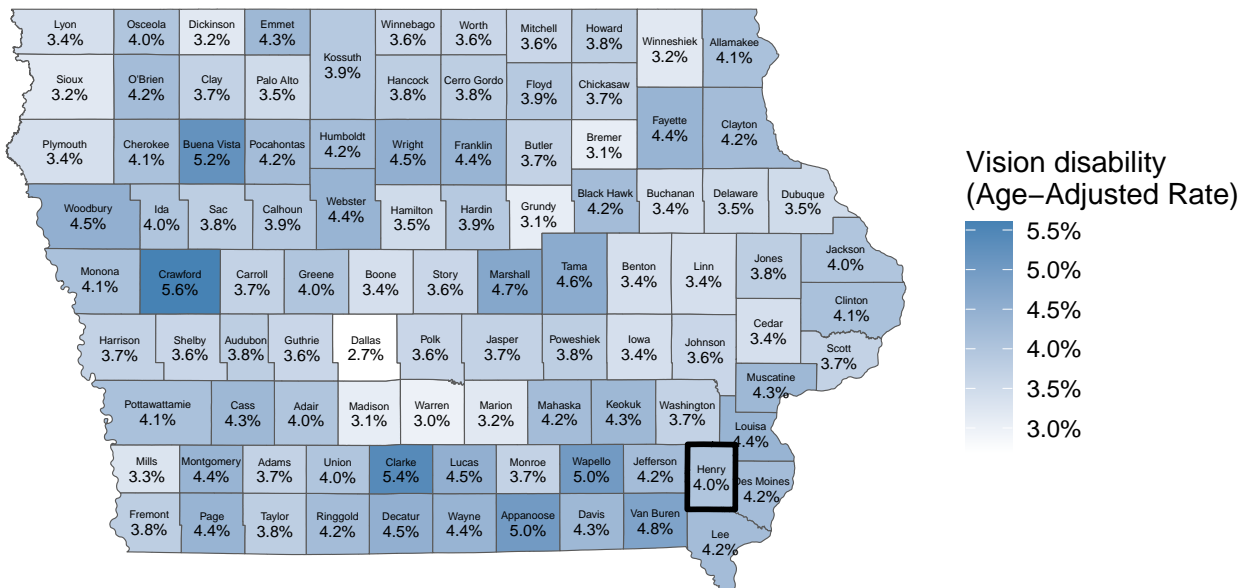 Lyon
3.4%
Osceola
4.0%
Dickinson
3.2%
Emmet
4.3%
Kossuth
3.9%
Winnebago
3.6%
Worth
3.6%
Mitchell
3.6%
Howard
3.8%
Winneshiek
3.2%
Allamakee
4.1%
Sioux
3.2%
O'Brien
4.2%
Clay
3.7%
Palo Alto
3.5%
Hancock
3.8%
Cerro Gordo
3.8%
Floyd
3.9%
Chickasaw
3.7%
Fayette
4.4%
Clayton
4.2%
Plymouth
3.4%
Cherokee
4.1%
Buena Vista
5.2%
Pocahontas
4.2%
Humboldt
4.2%
Wright
4.5%
Franklin
4.4%
Butler
3.7%
Bremer
3.1%
Woodbury
4.5%
Ida
4.0%
Sac
3.8%
Calhoun
3.9%
Webster
4.4%
Hamilton
3.5%
Hardin
3.9%
Grundy
3.1%
Black Hawk
4.2%
Buchanan
3.4%
Delaware
3.5%
Dubuque
3.5%
Monona
4.1%
Crawford
5.6%
Carroll
3.7%
Greene
4.0%
Boone
3.4%
Story
3.6%
Marshall
4.7%
Tama
4.6%
Benton
3.4%
Linn
3.4%
Jones
3.8%
Jackson
4.0%
Clinton
4.1%
Harrison
3.7%
Shelby
3.6%
Audubon
3.8%
Guthrie
3.6%
Dallas
2.7%
Polk
3.6%
Jasper
3.7%
Poweshiek
3.8%
Iowa
3.4%
Johnson
3.6%
Cedar
3.4%
Scott
3.7%
Muscatine
4.3%
Pottawattamie
4.1%
Cass
4.3%
Adair
4.0%
Madison
3.1%
Warren
3.0%
Marion
3.2%
Mahaska
4.2%
Keokuk
4.3%
Washington
3.7%
Louisa
4.4%
Mills
3.3%
Montgomery
4.4%
Adams
3.7%
Union
4.0%
Clarke
5.4%
Lucas
4.5%
Monroe
3.7%
Wapello
5.0%
Jefferson
4.2%
Henry
4.0%
Des Moines
4.2%
Fremont
3.8%
Page
4.4%
Taylor
3.8%
Ringgold
4.2%
Decatur
4.5%
Wayne
4.4%
Appanoose
5.0%
Davis
4.3%
Van Buren
4.8%
Lee
4.2%
Vision disability
(Age−Adjusted Rate)
5.5%
5.0%
4.5%
4.0%
3.5%
3.0%